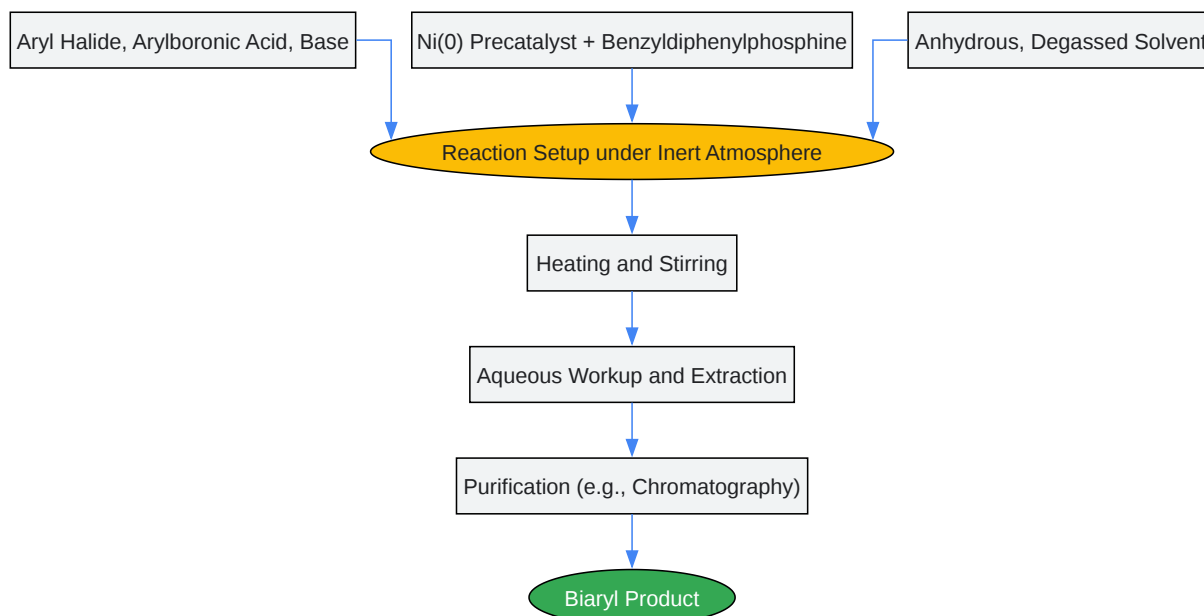 Aryl Halide, Arylboronic Acid, Base
Ni(0) Precatalyst + Benzyldiphenylphosphine
Anhydrous, Degassed Solvent
Reaction Setup under Inert Atmosphere
Heating and Stirring
Aqueous Workup and Extraction
Purification (e.g., Chromatography)
Biaryl Product